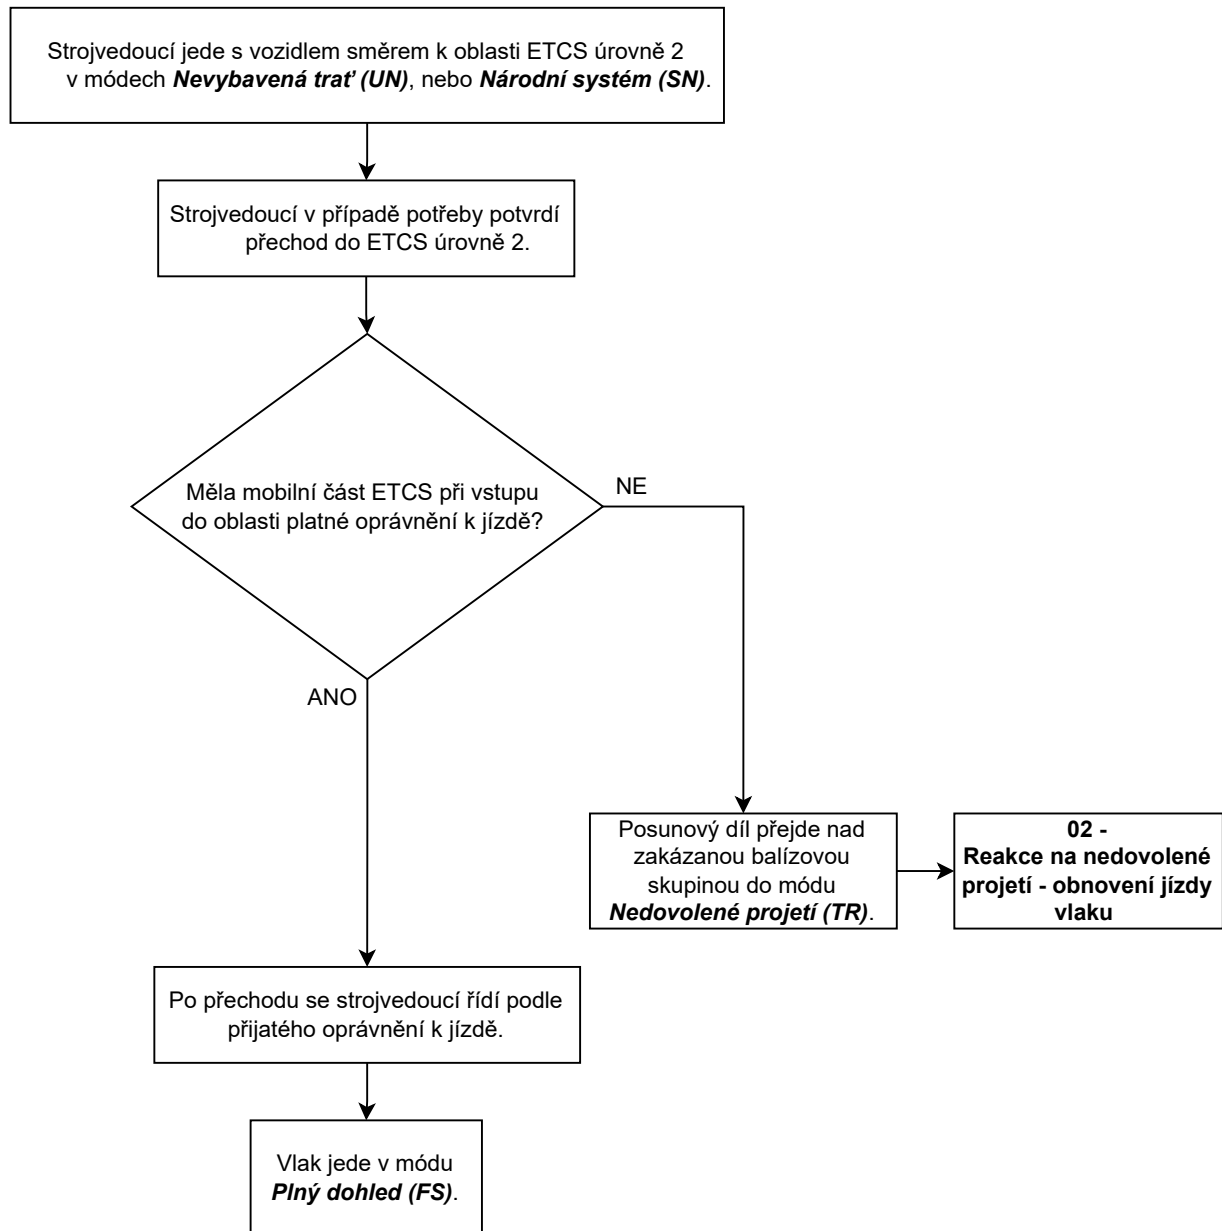 Strojvedoucí jede s vozidlem směrem k oblasti ETCS úrovně 2
v módech Nevybavená trať (UN), nebo Národní systém (SN).
Strojvedoucí v případě potřeby potvrdí
přechod do ETCS úrovně 2.
Měla mobilní část ETCS při vstupu
do oblasti platné oprávnění k jízdě?
NE
ANO
Posunový díl přejde nad
zakázanou balízovou
skupinou do módu
Nedovolené projetí (TR).
02 -
Reakce na nedovolené
projetí - obnovení jízdy
vlaku
Po přechodu se strojvedoucí řídí podle
přijatého oprávnění k jízdě.
Vlak jede v módu
Plný dohled (FS).